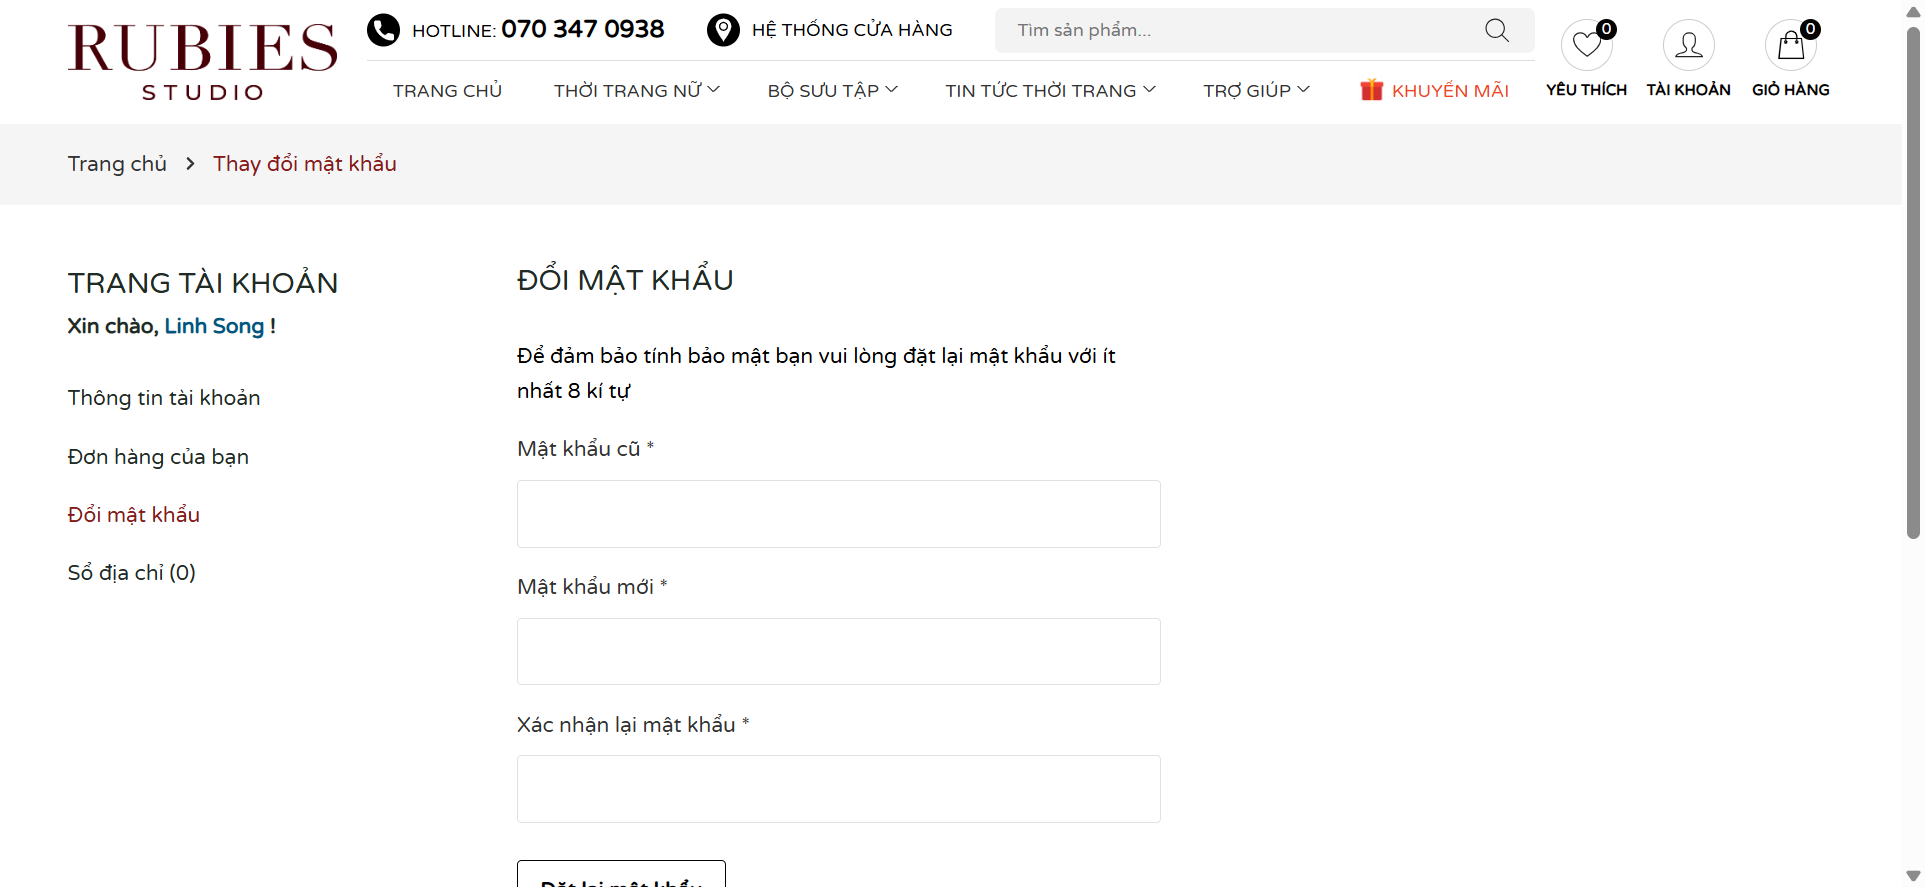 RUBIES
STUDIO
HOTLINE: 070 347 0938
HỆ THỐNG CỬA HÀNG
Tìm sản phẩm...
0
0
TRANG CHỦ
THỜI TRANG NỮ
BỘ SƯU TẬP
TIN TỨC THỜI TRANG
TRỢ GIÚP
KHUYẾN MÃI
YÊU THÍCH
TÀI KHOẢN
GIỎ HÀNG
Trang chủ > Thay đổi mật khẩu
TRANG TÀI KHOẢN
Xin chào, Linh Song !
Thông tin tài khoản
Đơn hàng của bạn
Đổi mật khẩu
Sổ địa chỉ (0)
ĐỔI MẬT KHẨU
Để đảm bảo tính bảo mật bạn vui lòng đặt lại mật khẩu với ít
nhất 8 kí tự
Mật khẩu cũ *
Mật khẩu mới *
Xác nhận lại mật khẩu *
Đặt lại mật khẩu